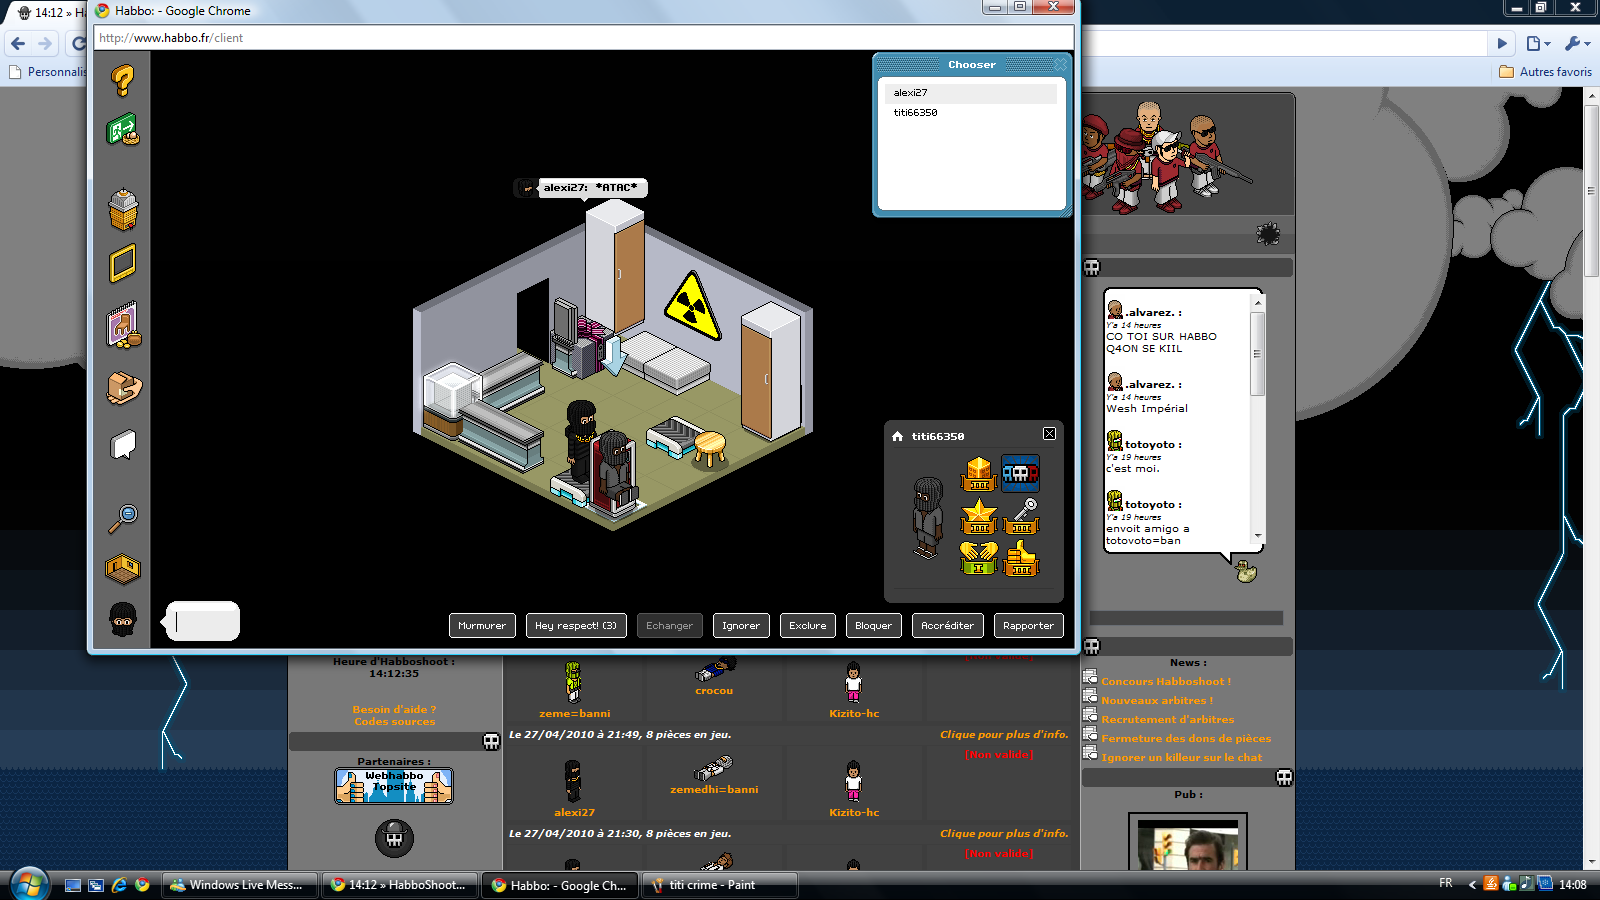 14:12 » Ha
Habbo: - Google Chrome
http://www.habbo.fr/client
Personnalis
Autres favoris
Chooser
alexi27
titi66350
alexi27: *ATAC*
titi66350
Murmurer
Hey respect! (3)
Echanger
Ignorer
Exclure
Bloquer
Accréditer
Rapporter
.alvarez. :
Y'a 14 heures
CO TOI SUR HABBO
Q4ON SE KIIL
.alvarez. :
Y'a 14 heures
Wesh Impérial
totoyoto :
Y'a 19 heures
c'est moi.
totoyoto :
Y'a 19 heures
envoit amigo a
totovoto=ban
Heure d'Habboshoot :
14:12:35
Besoin d'aide ?
Codes sources
Partenaires :
Webhabbo
Topsite
[Non valide]
zeme=banni
crocou
Kizito-hc
Le 27/04/2010 à 21:49, 8 pièces en jeu.
Clique pour plus d'info.
[Non valide]
alexi27
zemedhi=banni
Kizito-hc
Le 27/04/2010 à 21:30, 8 pièces en jeu.
Clique pour plus d'info.
[Non valide]
News :
Concours Habboshoot !
Nouveaux arbitres !
Recrutement d'arbitres
Fermeture des dons de pièces
Ignorer un killeur sur le chat
Pub :
Windows Live Mess...
14:12 » HabboShoot...
Habbo: - Google Ch...
titi crime - Paint
FR
14:08